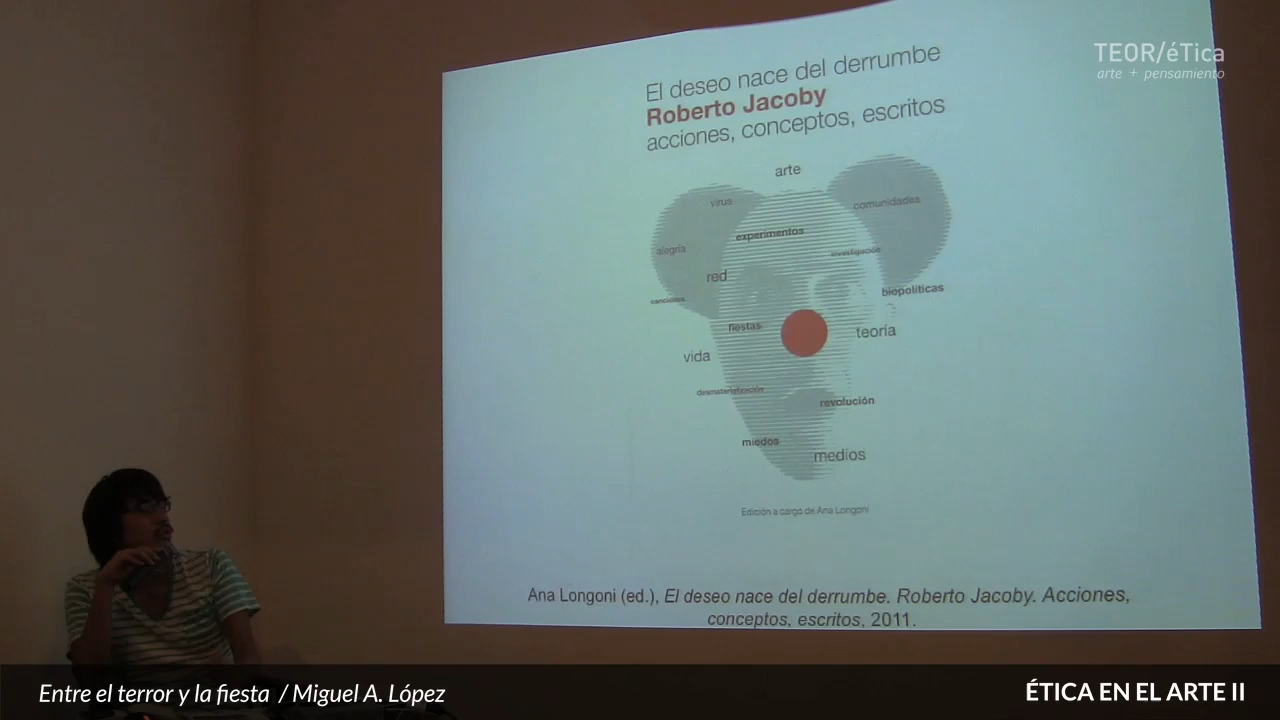 TEOR/éTica
arte + pensamiento
El deseo nace del derrumbe
Roberto Jacoby
acciones, conceptos, escritos
arte
virus
comunidades
experimentos
alegría
investigación
red
biopolíticas
canciones
fiestas
teoría
vida
desmaterialización
revolución
miedos
medios
Edición a cargo de Ana Longoni
Ana Longoni (ed.), El deseo nace del derrumbe. Roberto Jacoby. Acciones,
conceptos, escritos, 2011.
Entre el terror y la fiesta / Miguel A. López
ÉTICA EN EL ARTE II